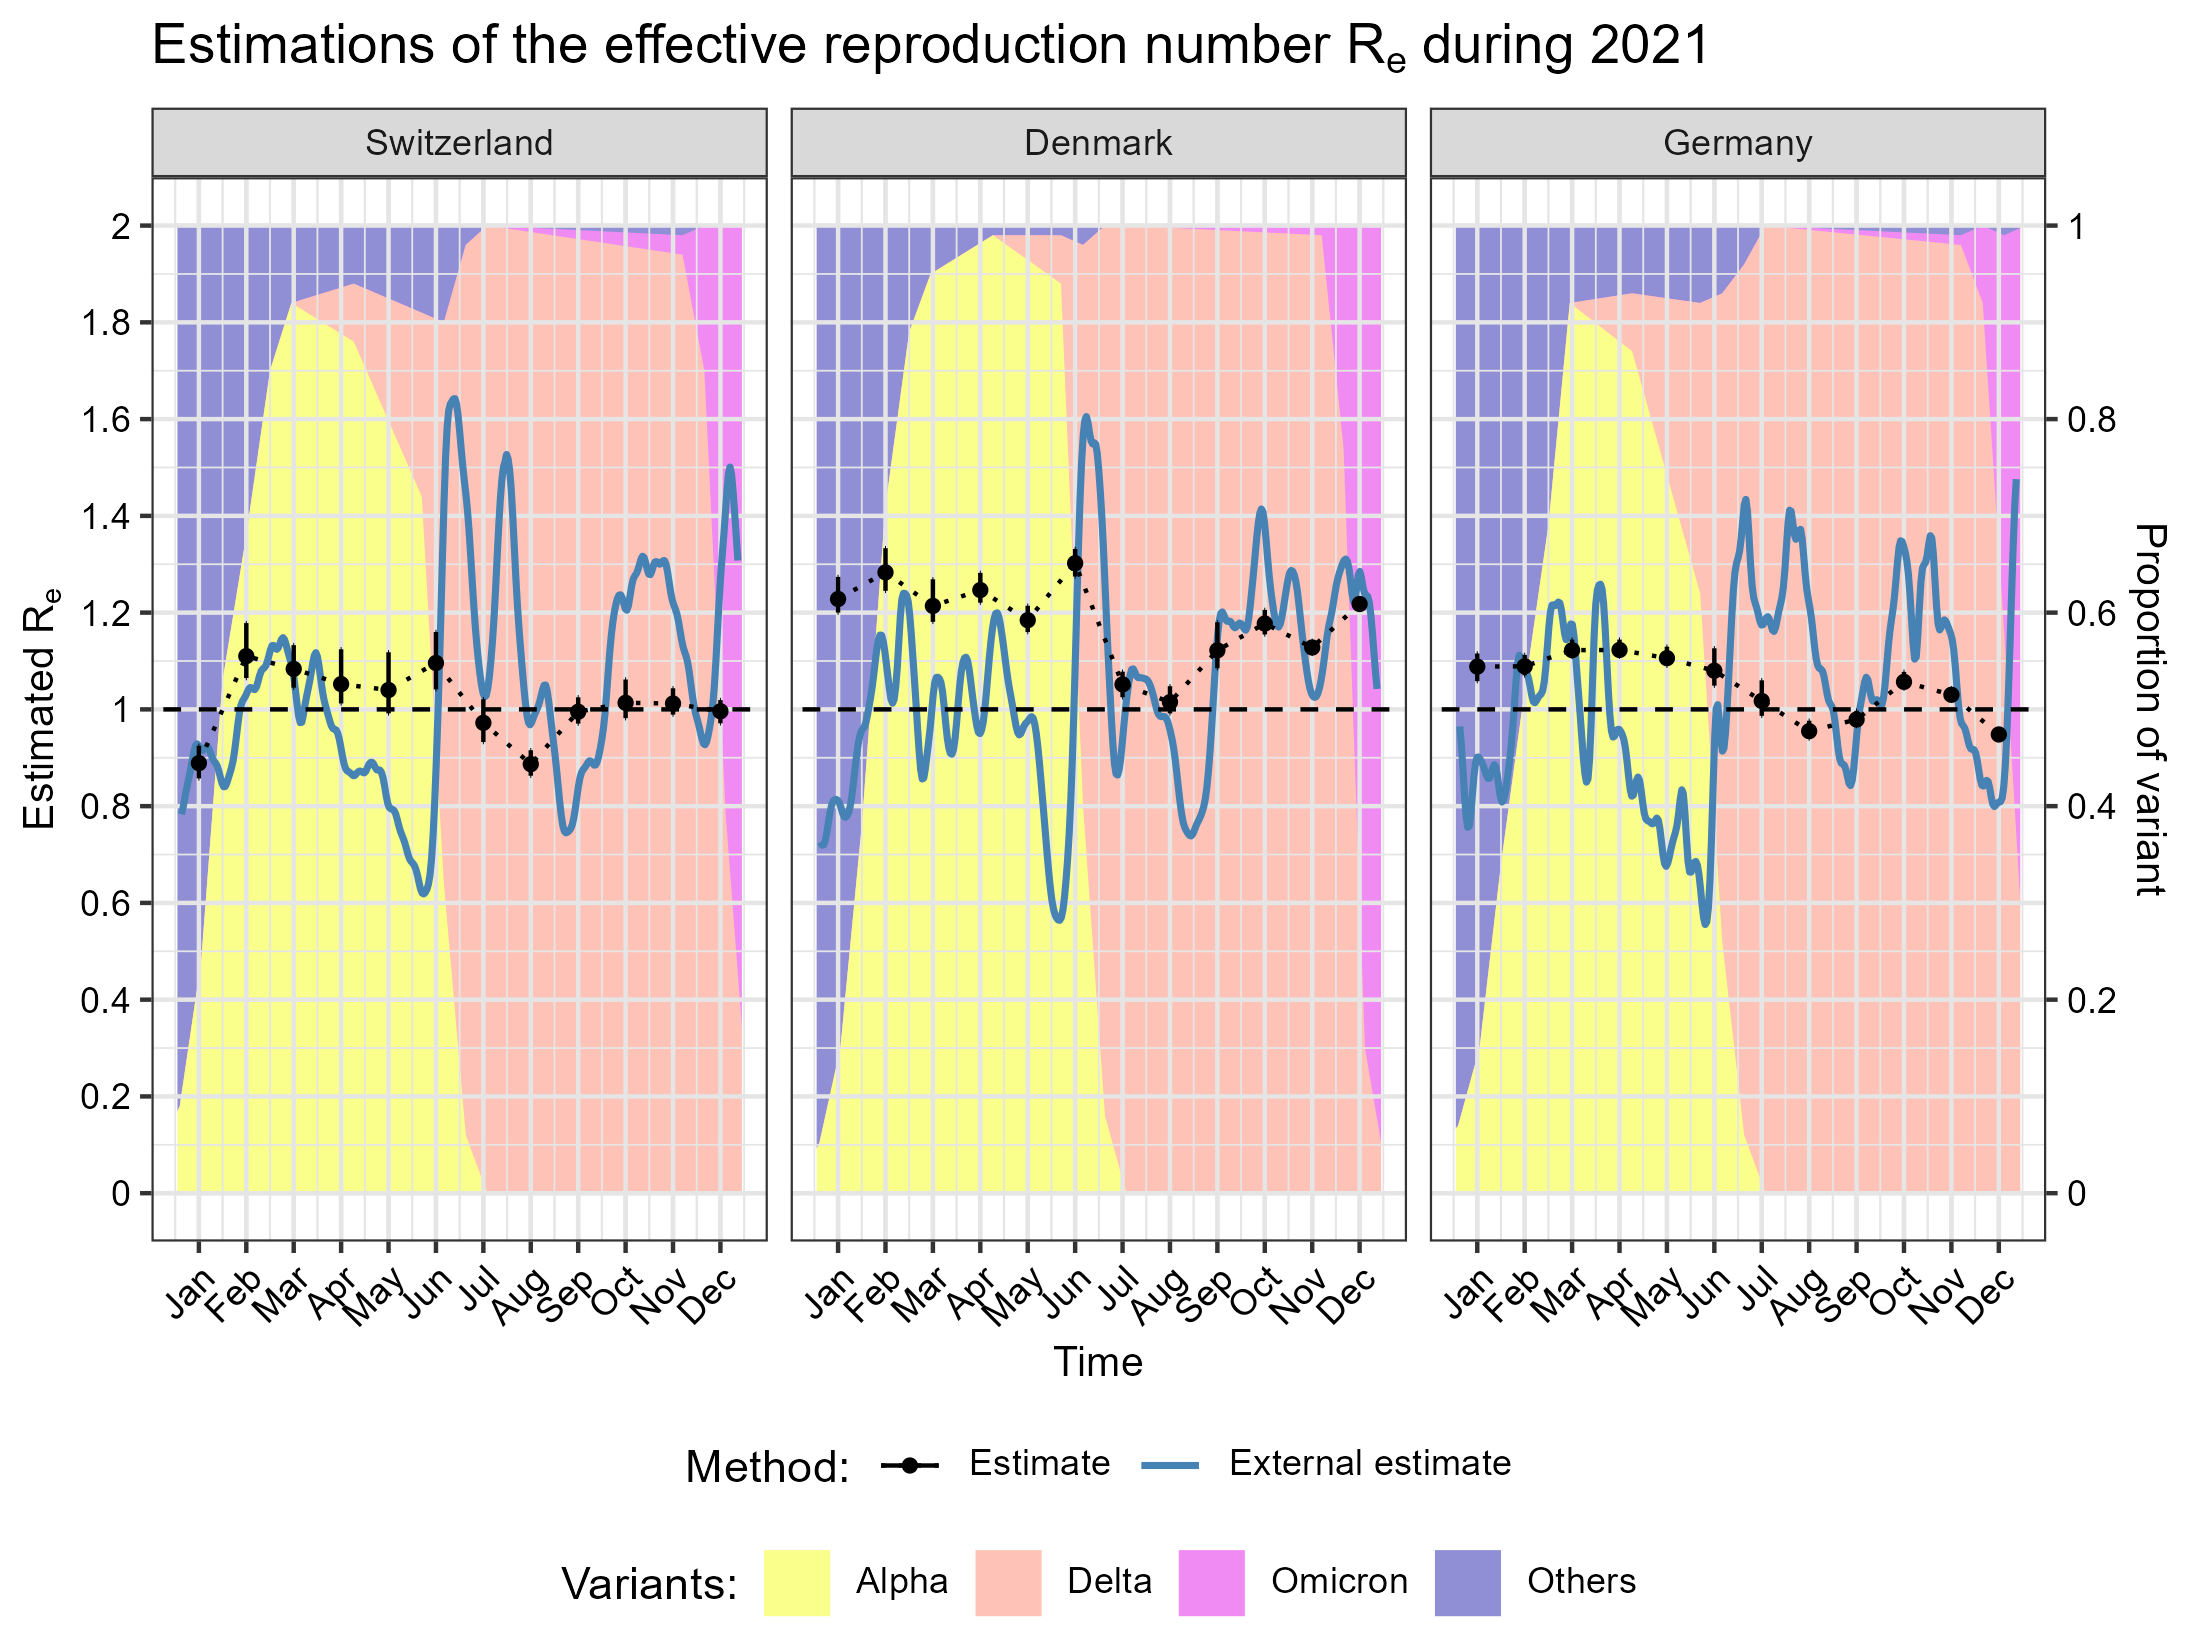 Estimations of the effective reproduction number Re during 2021
Switzerland
Denmark
Germany
Estimated Re
2
1.8
1.6
1.4
1.2
1
0.8
0.6
0.4
0.2
0
1
0.8
0.6
0.4
0.2
0
Proportion of variant
Jan Feb Mar Apr May Jun Jul Aug Sep Oct Nov Dec
Jan Feb Mar Apr May Jun Jul Aug Sep Oct Nov Dec
Jan Feb Mar Apr May Jun Jul Aug Sep Oct Nov Dec
Time
Method: Estimate External estimate
Variants: Alpha Delta Omicron Others